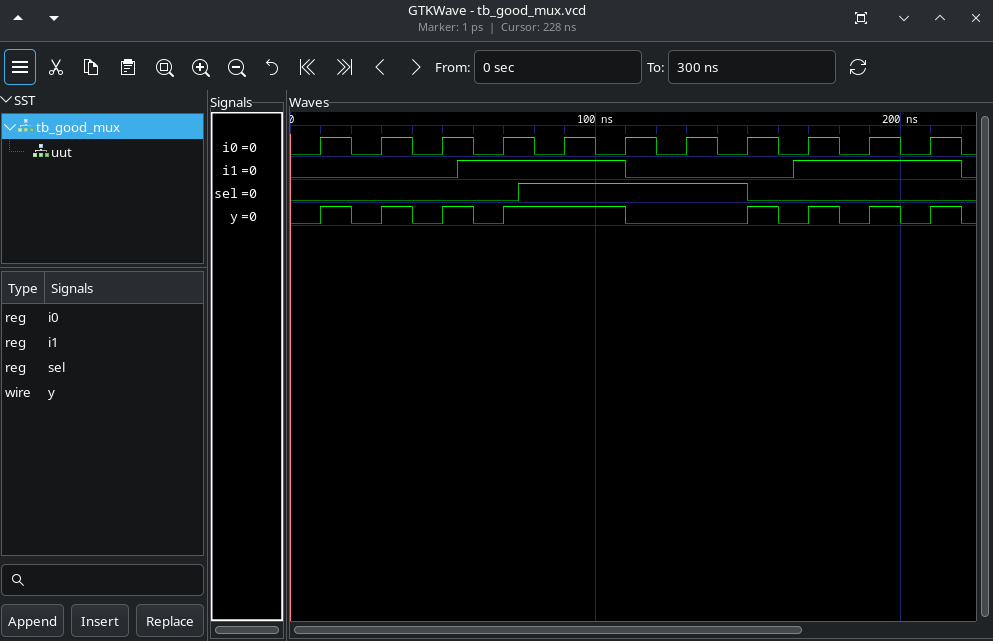 GTKWave - tb_good_mux.vcd
Marker: 1 ps | Cursor: 228 ns
From: 0 sec To: 300 ns
SST
tb_good_mux
uut
Type Signals
reg i0
reg i1
reg sel
wire y
Append Insert Replace
Signals
i0 =0
i1 =0
sel =0
y =0
Waves
0 100 ns 200 ns